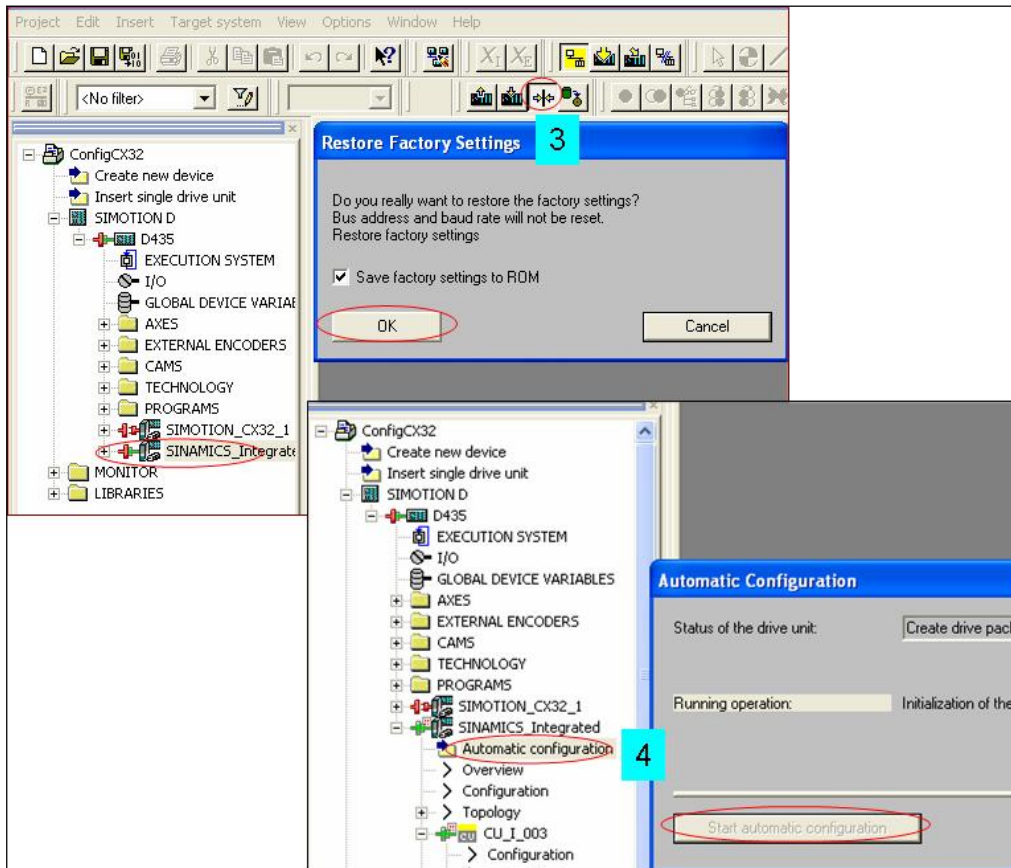 Project Edit Insert Target system View Options Window Help
<No filter>
3
ConfigCX32
Create new device
Insert single drive unit
SIMOTION D
D435
EXECUTION SYSTEM
I/O
GLOBAL DEVICE VARIAE
AXES
EXTERNAL ENCODERS
CAMS
TECHNOLOGY
PROGRAMS
SIMOTION_CX32_1
SINAMICS_Integrate
MONITOR
LIBRARIES
Restore Factory Settings
Do you really want to restore the factory settings?
Bus address and baud rate will not be reset.
Restore factory settings
Save factory settings to ROM
OK Cancel
ConfigCX32
Create new device
Insert single drive unit
SIMOTION D
D435
EXECUTION SYSTEM
I/O
GLOBAL DEVICE VARIABLES
AXES
EXTERNAL ENCODERS
CAMS
TECHNOLOGY
PROGRAMS
SIMOTION_CX32_1
SINAMICS_Integrated
Automatic configuration
Overview
Configuration
Topology
CU_I_003
Configuration
4
Automatic Configuration
Status of the drive unit: Create drive pac
Running operation: Initialization of the
Start automatic configuration